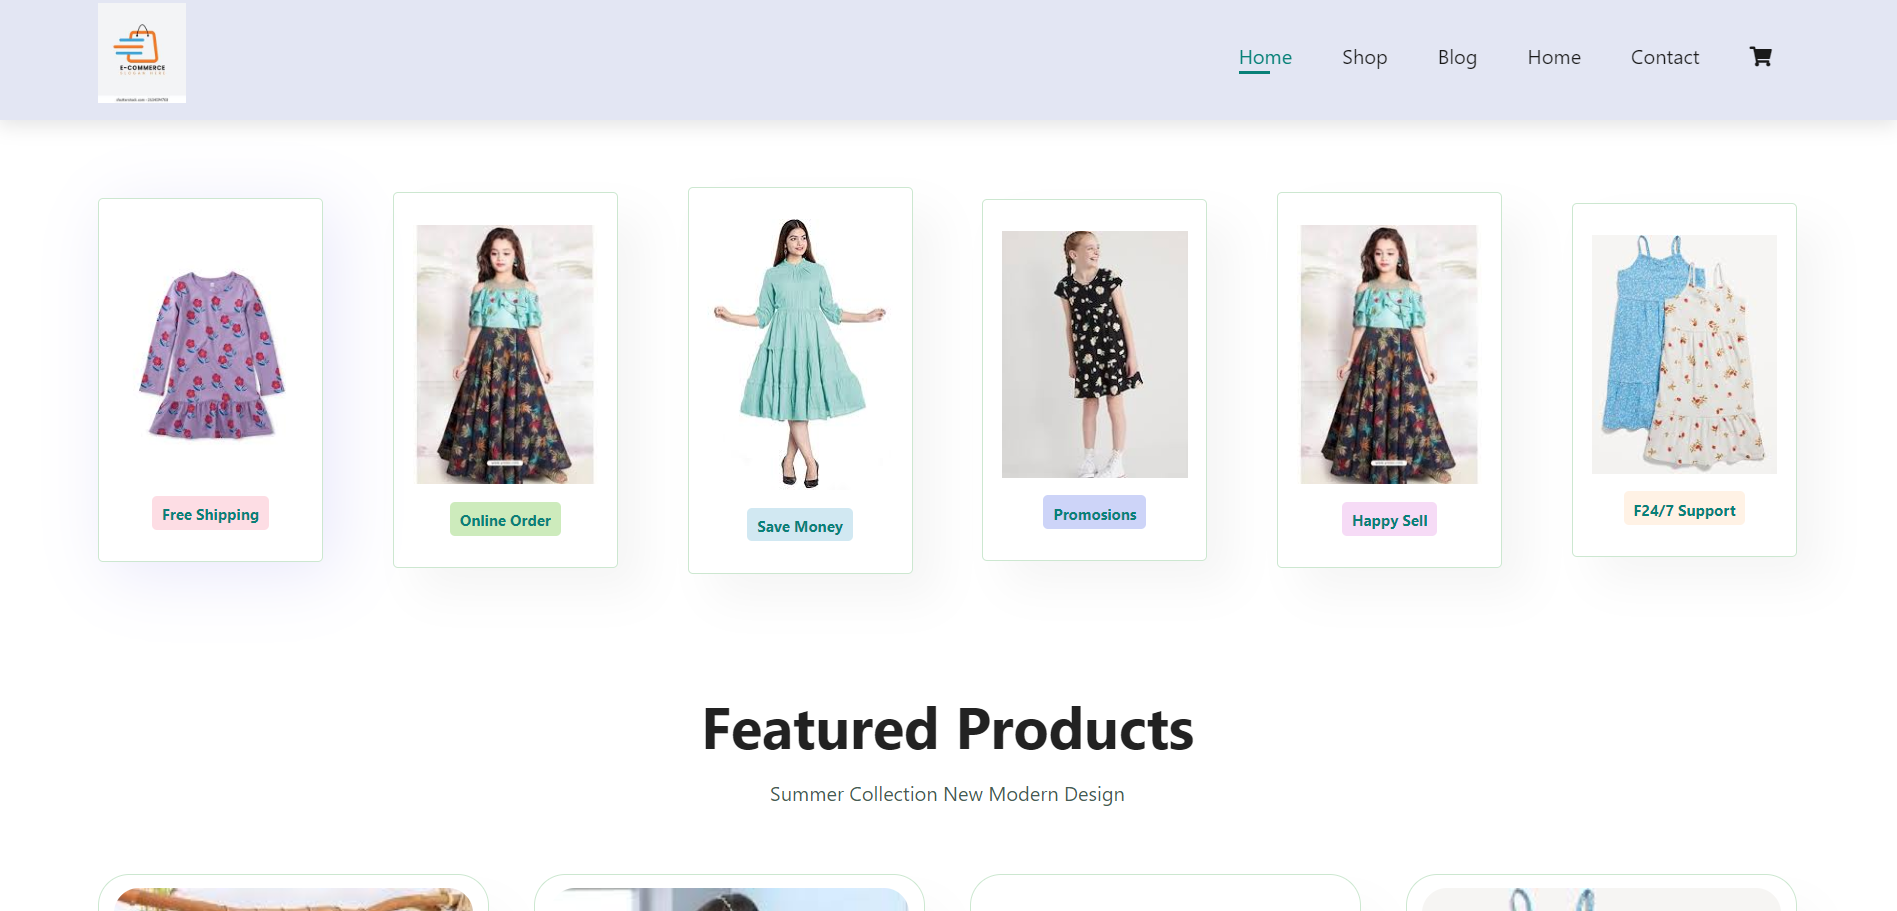 E-COMMERCE
SLOGAN HERE
Home Shop Blog Home Contact
Free Shipping
Online Order
Save Money
Promosions
Happy Sell
F24/7 Support
Featured Products
Summer Collection New Modern Design